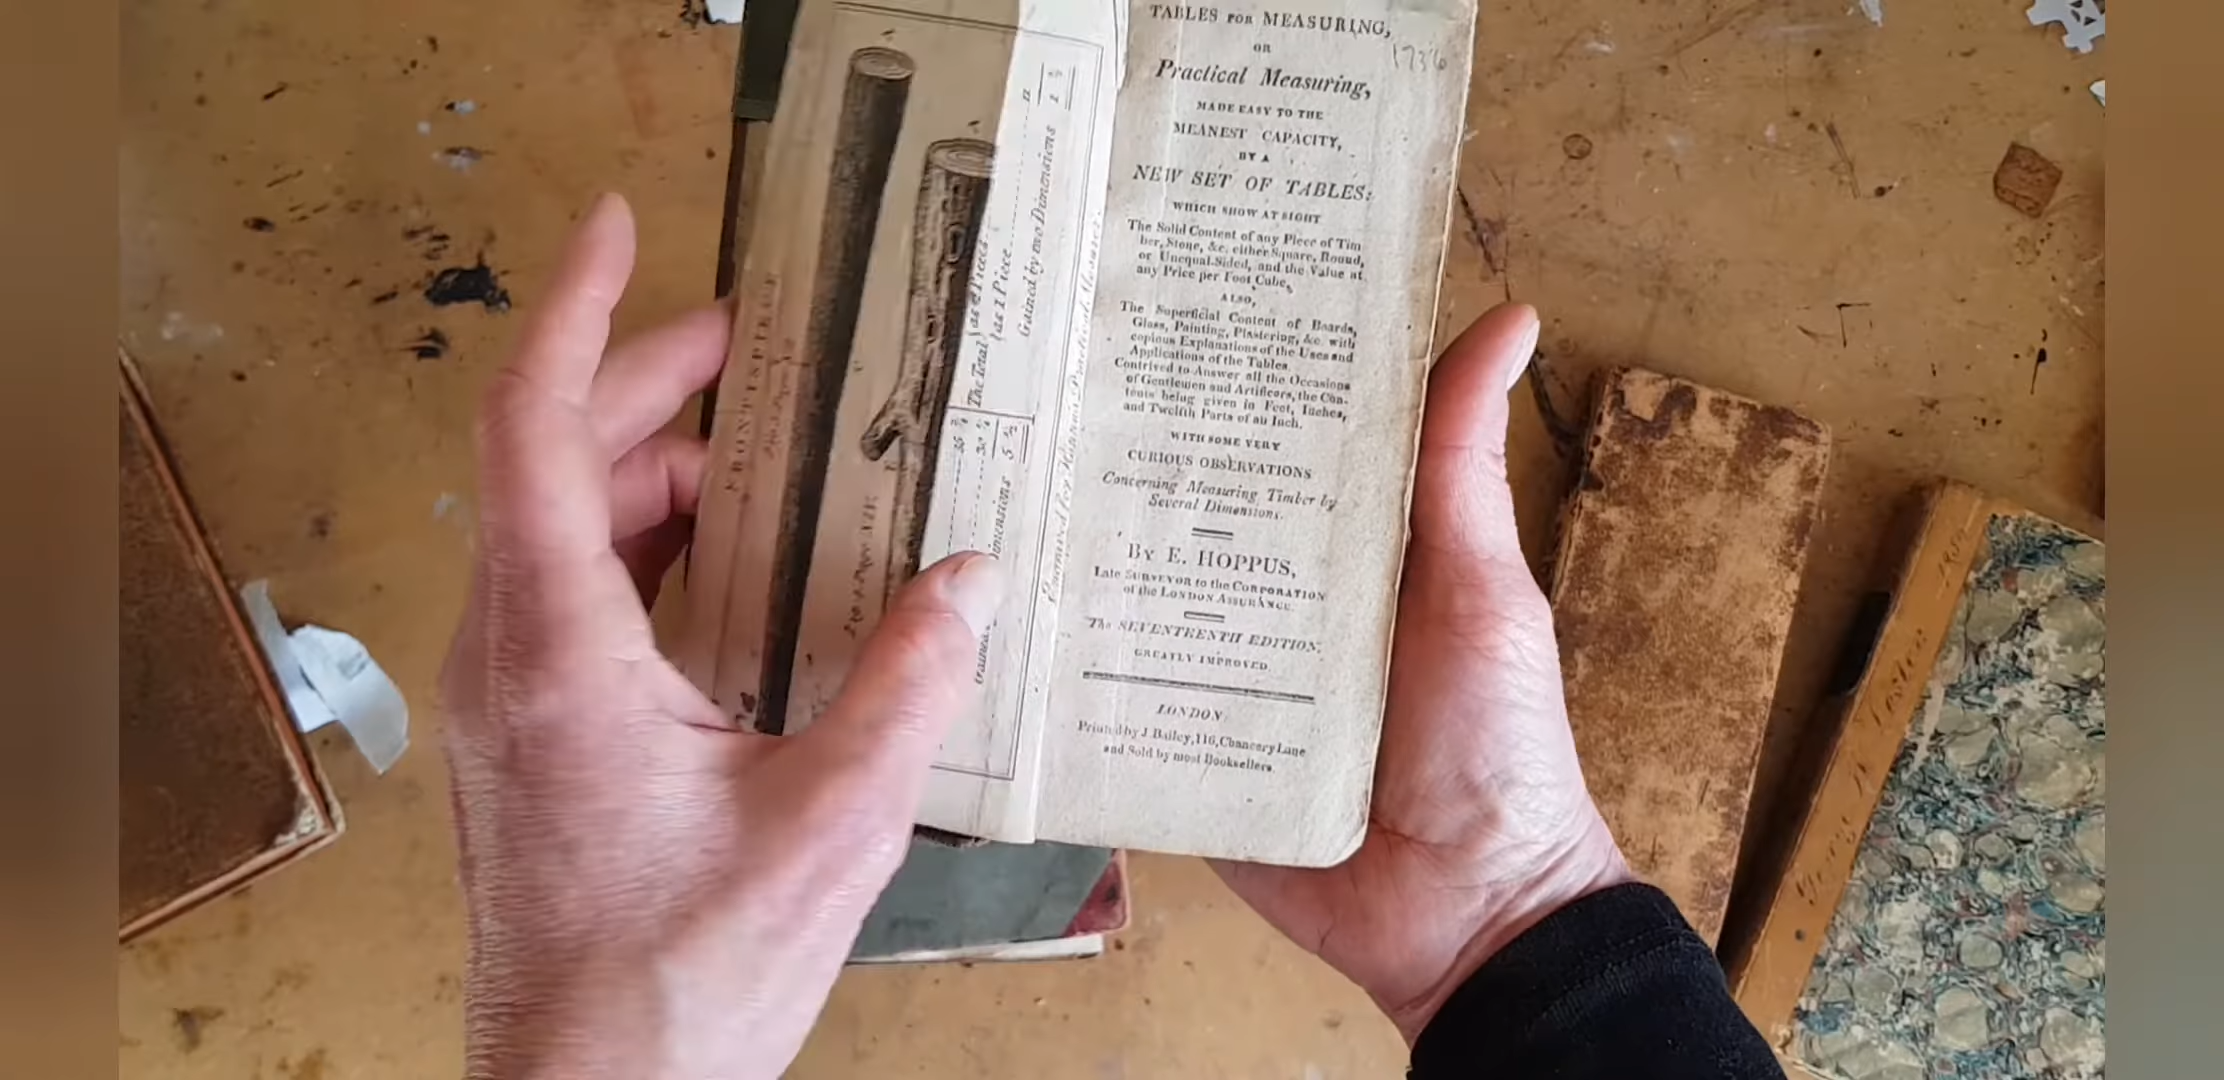 TABLES FOR MEASURING,
OR
1736
Practical Measuring,
MADE EASY TO THE
MEANEST CAPACITY,
BY A
NEW SET OF TABLES:
WHICH SHOW AT SIGHT
The Solid Content of any Piece of Tim
ber, Stone, &c. either Square, Round,
or Unequal-Sided, and the Value at
any Price per Foot Cube,
ALSO,
The Superficial Content of Boards,
Glass, Painting, Plastering, &c. with
copious Explanations of the Uses and
Applications of the Tables.
Contrived to Answer all the Occasions
of Gentlemen and Artificers, the Con-
tents being given in Feet, Inches,
and Twelfth Parts of an Inch.
WITH SOME VERY
CURIOUS OBSERVATIONS
Concerning Measuring Timber by
Several Dimensions.
BY E. HOPPUS,
Late SURVEYOR to the CORPORATION
of the LONDON ASSURANCE.
The SEVENTEENTH EDITION,
GREATLY IMPROVED.
LONDON:
Printed by J. Bailey, 116, Chancery Lane
and Sold by most Booksellers.
FRONTISPIECE
The Total
as 2 Pieces
as 1 Piece
Gained by two Dimensions
Dimensions
Engraved for Hoppus's Practical Measurer